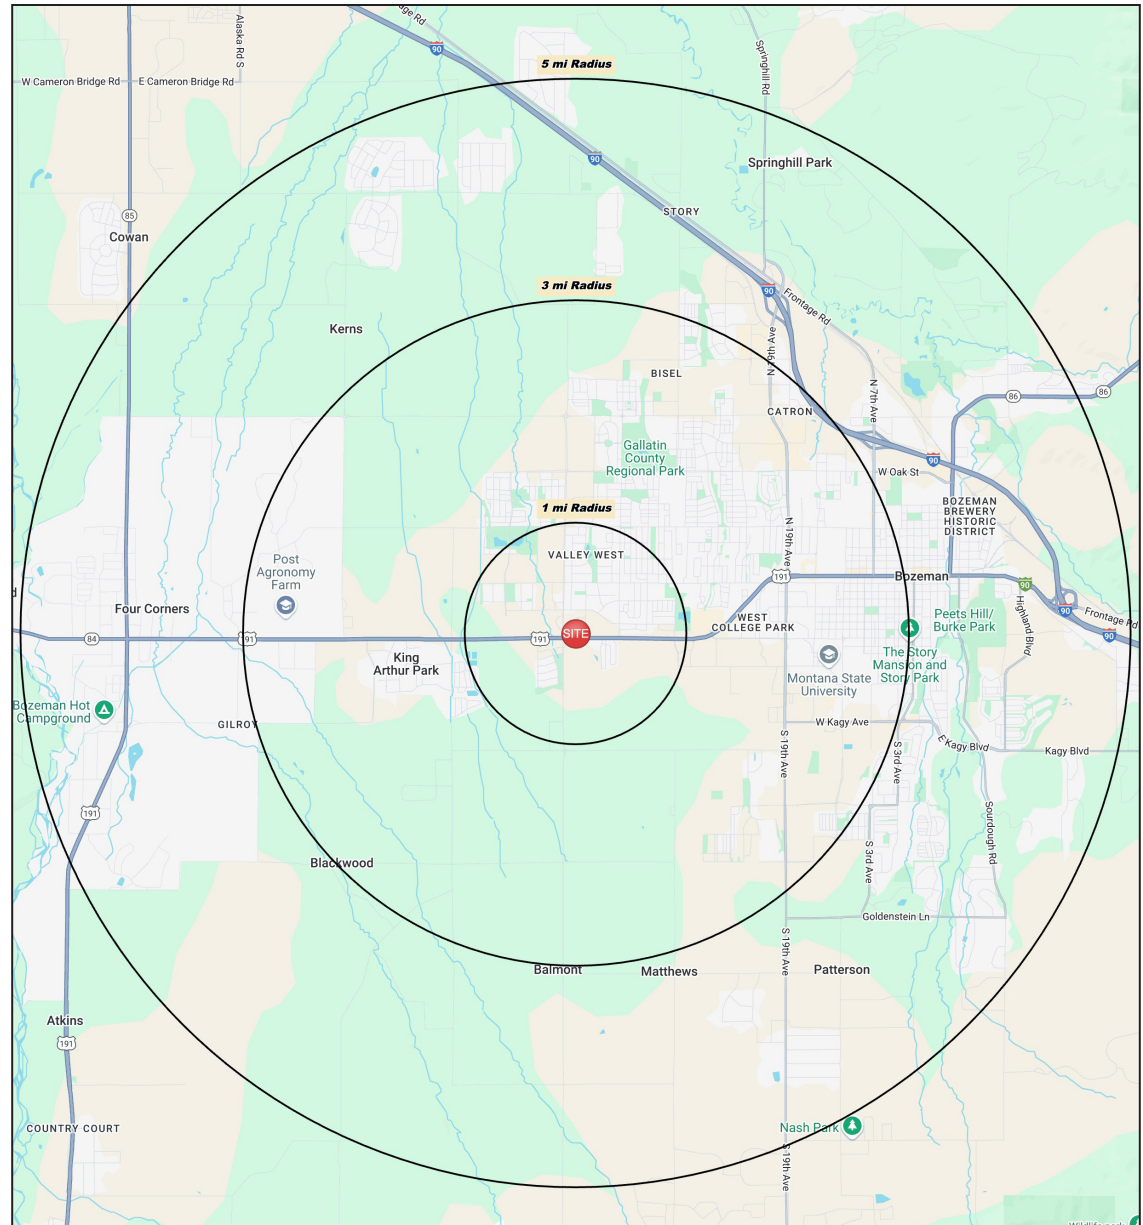 age Rd
90
Alaska Rd S
Springhill Rd
5 mi Radius
W Cameron Bridge Rd
E Cameron Bridge Rd
90
Springhill Park
STORY
85
Cowan
3 mi Radius
90
Frontage Rd
Kerns
N 19th Ave
BISEL
N 7th Ave
86
86
CATRON
Gallatin
County
Regional Park
90
W Oak St
1 mi Radius
BOZEMAN
BREWERY
HISTORIC
DISTRICT
N 19th Ave
VALLEY WEST
Post
Agronomy
Farm
191
Bozeman
90
d
Four Corners
Highland Blvd
90
Frontage Rd
WEST
COLLEGE PARK
Peets Hill/
Burke Park
84
191
191
SITE
90
King
Arthur Park
The Story
Mansion and
Story Park
Montana State
University
Bozeman Hot
Campground
GILROY
W Kagy Ave
E Kagy Blvd
Kagy Blvd
S 19th Ave
S 3rd Ave
191
Sourdough Rd
Blackwood
S 3rd Ave
Goldenstein Ln
S 19th Ave
Balmont
Matthews
Patterson
Atkins
191
COUNTRY COURT
Nash Park
S 19th Ave